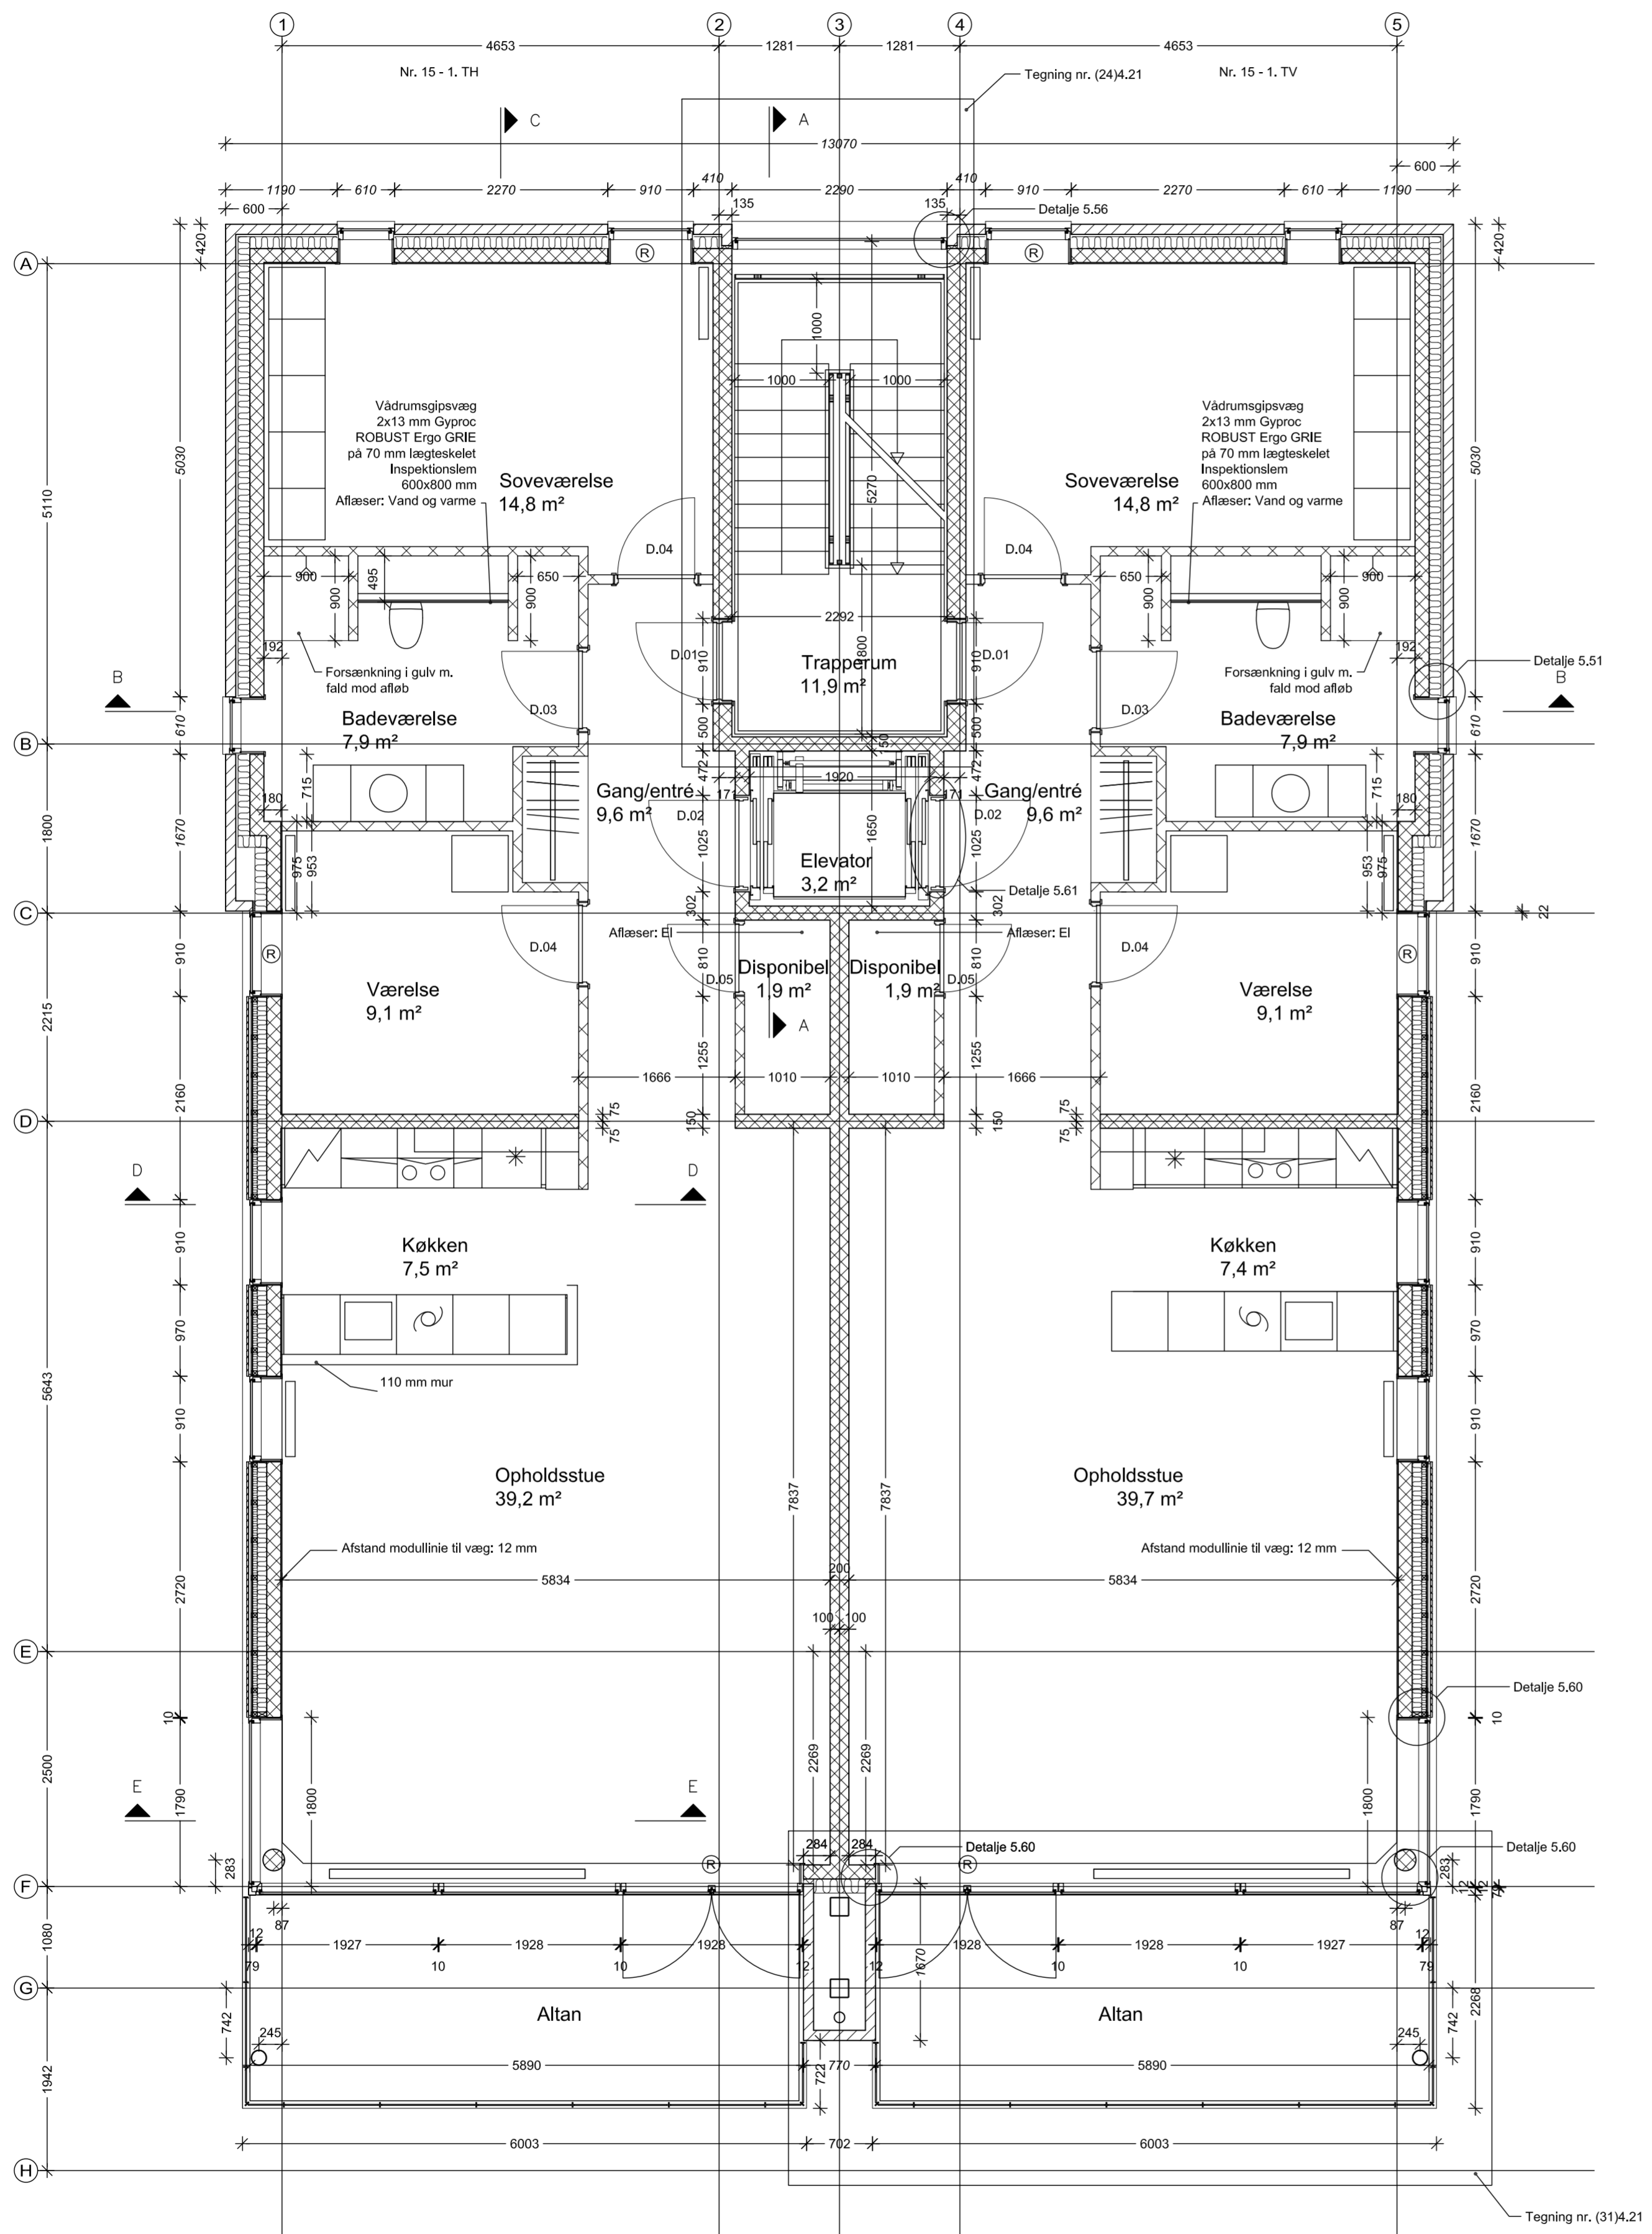 1
2
3
4
5
4653
1281
1281
4653
Nr. 15 - 1. TH
Nr. 15 - 1. TV
Tegning nr. (24)4.21
C
A
13070
600
1190
610
2270
910
410
2290
410
910
2270
610
1190
600
135
135
Detalje 5.56
420
420
A
R
R
1000
1000
1000
Vådrumsgipsvæg
2x13 mm Gyproc
ROBUST Ergo GRIE
på 70 mm lægteskelet
Inspektionslem
600x800 mm
Aflæser: Vand og varme
Vådrumsgipsvæg
2x13 mm Gyproc
ROBUST Ergo GRIE
på 70 mm lægteskelet
Inspektionslem
600x800 mm
Aflæser: Vand og varme
5030
5030
5110
Soveværelse
14,8 m²
5270
Soveværelse
14,8 m²
D.04
D.04
900
495
650
900
900
650
900
900
2292
192
192
D.01
910
1800
910
D.01
Trapperum
11,9 m²
Forsænkning i gulv m.
fald mod afløb
Forsænkning i gulv m.
fald mod afløb
Detalje 5.51
B
B
D.03
D.03
610
Badeværelse
7,9 m²
500
150
500
Badeværelse
7,9 m²
610
B
472
1920
472
715
180
715
180
171
171
Gang/entré
9,6 m²
Gang/entré
9,6 m²
D.02
D.02
1800
1670
975
953
1025
1650
1025
953
975
1670
Elevator
3,2 m²
Detalje 5.61
302
302
C
22
Aflæser: El
Aflæser: El
910
R
D.04
810
810
D.04
R
910
D.05
Disponibel
1,9 m²
Disponibel
1,9 m²
D.05
2215
Værelse
9,1 m²
Værelse
9,1 m²
A
1255
1255
1666
1010
1010
1666
2160
2160
75
75
150
150
75
75
D
D
D
910
Køkken
7,5 m²
Køkken
7,4 m²
910
970
970
110 mm mur
5643
910
910
Opholdsstue
39,2 m²
Opholdsstue
39,7 m²
7837
7837
Afstand modullinie til væg: 12 mm
Afstand modullinie til væg: 12 mm
2720
5834
200
5834
2720
100
100
E
Detalje 5.60
10
10
2500
2269
2269
E
E
1790
1800
1800
1790
283
284
284
Detalje 5.60
Detalje 5.60
283
R
R
F
12
12
79
87
87
1080
12
1927
1928
1928
1928
1928
1927
12
79
10
10
12
12
10
10
79
1670
G
742
Altan
Altan
2268
742
245
245
1942
5890
770
5890
722
6003
702
6003
H
Tegning nr. (31)4.21